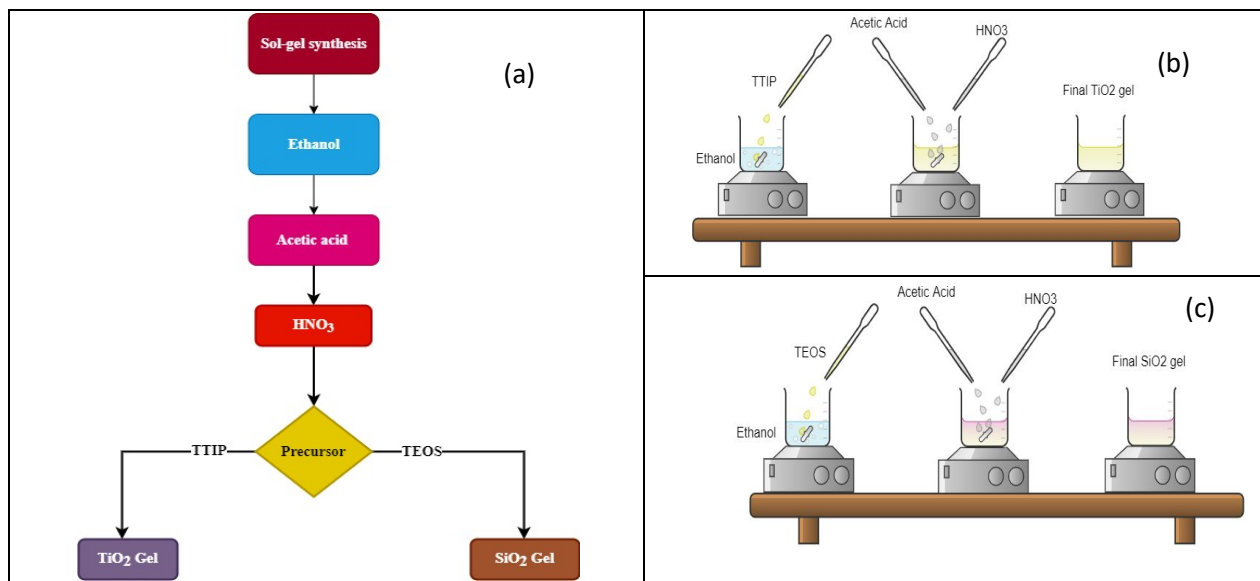 Sol-gel synthesis
(a)
Ethanol
Acetic acid
HNO₃
Precursor
TTIP
TEOS
TiO₂ Gel
SiO₂ Gel
Acetic Acid
HNO3
(b)
TTIP
Final TiO2 gel
Ethanol
Acetic Acid
HNO3
(c)
TEOS
Final SiO2 gel
Ethanol